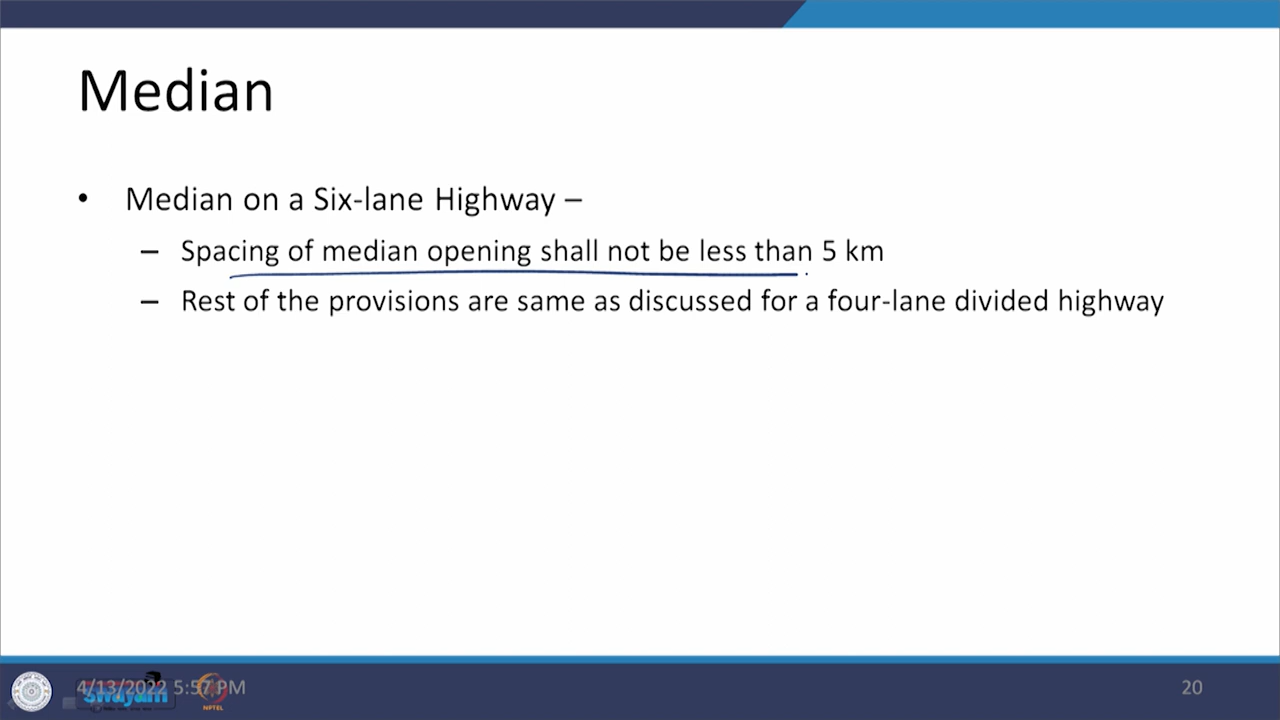 Median
• Median on a Six-lane Highway –
– Spacing of median opening shall not be less than 5 km
– Rest of the provisions are same as discussed for a four-lane divided highway
4/13/2022 5:57 PM
swayam
NPTEL
20